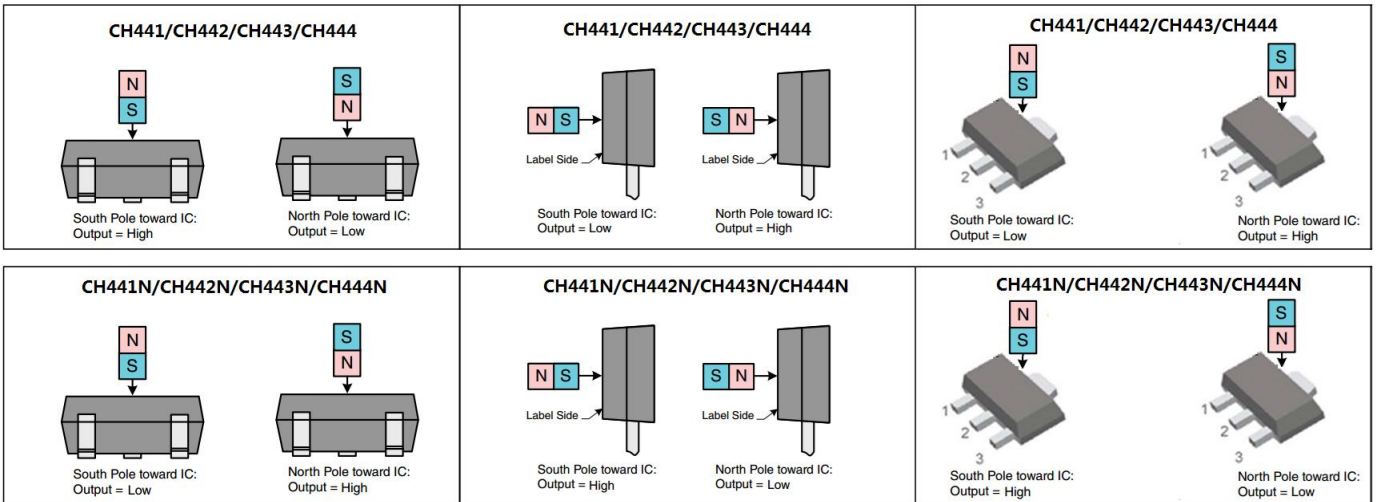 CH441/CH442/CH443/CH444
N
S
S
N
South Pole toward IC:
Output = High
North Pole toward IC:
Output = Low
CH441/CH442/CH443/CH444
N S
S N
Label Side
Label Side
South Pole toward IC:
Output = Low
North Pole toward IC:
Output = High
CH441/CH442/CH443/CH444
N
S
S
N
1
2
3
1
2
3
South Pole toward IC:
Output = Low
North Pole toward IC:
Output = High
CH441N/CH442N/CH443N/CH444N
N
S
S
N
South Pole toward IC:
Output = Low
North Pole toward IC:
Output = High
CH441N/CH442N/CH443N/CH444N
N S
S N
Label Side
Label Side
South Pole toward IC:
Output = High
North Pole toward IC:
Output = Low
CH441N/CH442N/CH443N/CH444N
N
S
S
N
1
2
3
1
2
3
South Pole toward IC:
Output = High
North Pole toward IC:
Output = Low